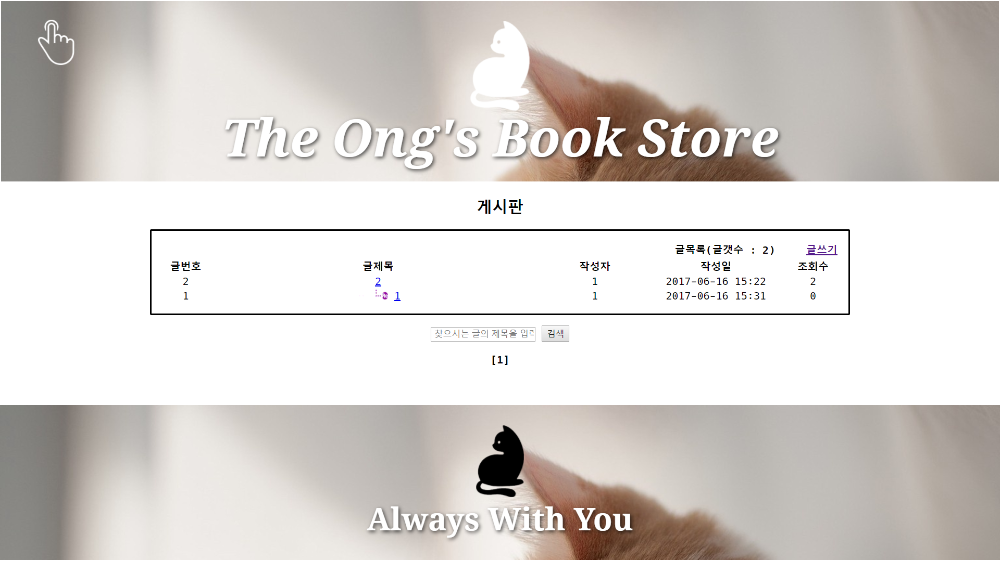 The Ong's Book Store
게시판
글목록(글갯수 : 2) 글쓰기
글번호 글제목 작성자 작성일 조회수
2 2 1 2017-06-16 15:22 2
1 Re 1 1 2017-06-16 15:31 0
찾으시는 글의 제목을 입력 검색
[1]
Always With You